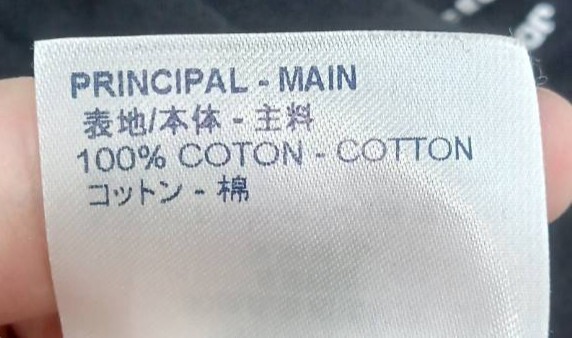 PRINCIPAL - MAIN
表地/本体 - 主料
100% COTON - COTTON
コットン - 棉